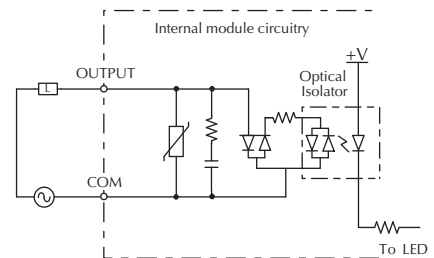 Internal module circuitry
+V
OUTPUT
Optical
Isolator
L
COM
To LED